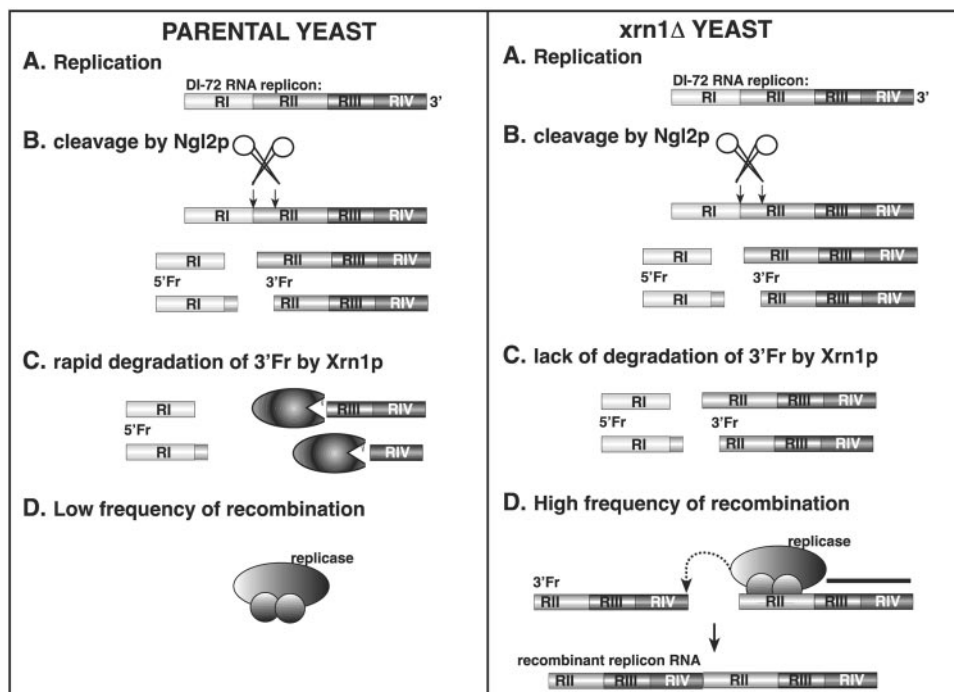 PARENTAL YEAST
A. Replication
DI-72 RNA replicon:
RI RII RIII RIV 3'
B. cleavage by Ngl2p
RI RII RIII RIV
RI RII RIII RIV
5'Fr 3'Fr
RI RII RIII RIV
C. rapid degradation of 3'Fr by Xrn1p
RI RIII RIV
5'Fr
RI RIV
D. Low frequency of recombination
replicase
xrn1Δ YEAST
A. Replication
DI-72 RNA replicon:
RI RII RIII RIV 3'
B. cleavage by Ngl2p
RI RII RIII RIV
RI RII RIII RIV
5'Fr 3'Fr
RI RII RIII RIV
C. lack of degradation of 3'Fr by Xrn1p
RI RII RIII RIV
5'Fr 3'Fr
RI RII RIII RIV
D. High frequency of recombination
replicase
3'Fr
RII RIII RIV RII RIII RIV
recombinant replicon RNA
RII RIII RIV RII RIII RIV